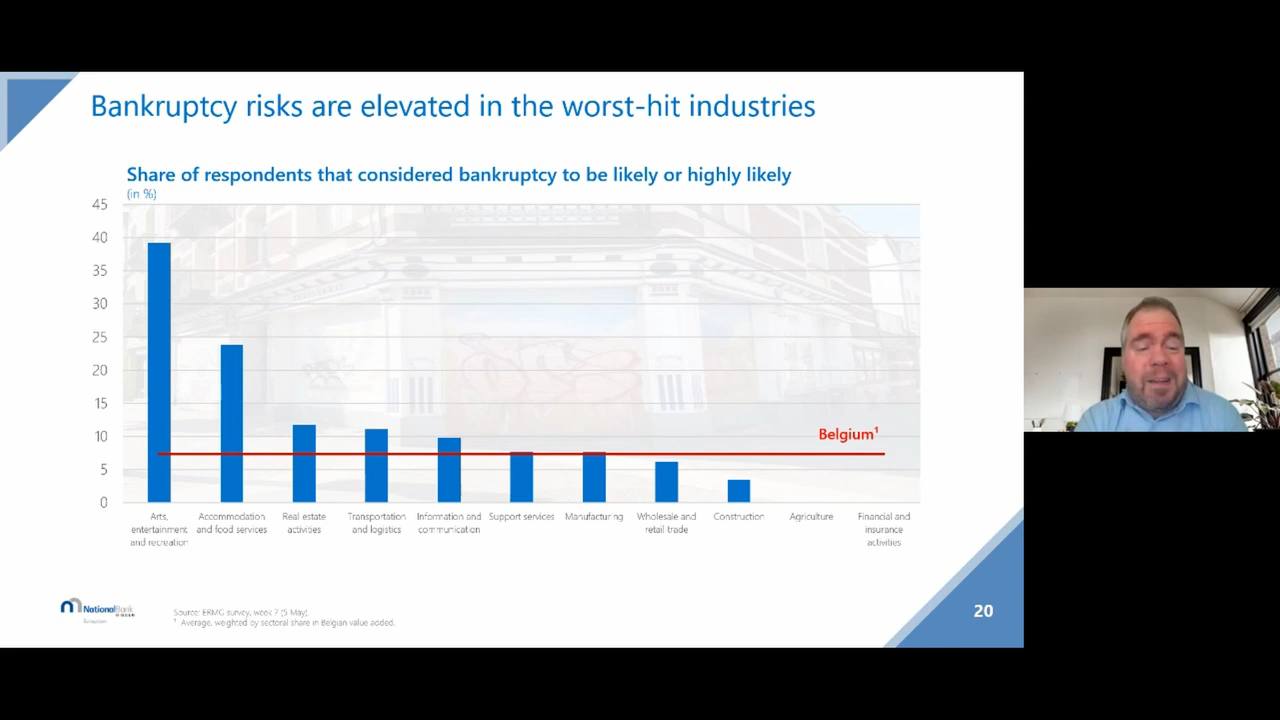 Bankruptcy risks are elevated in the worst-hit industries
Share of respondents that considered bankruptcy to be likely or highly likely
(in %)
45
40
35
30
25
20
15
10
5
0
Belgium¹
Arts,
entertainment
and recreation
Accommodation
and food services
Real estate
activities
Transportation
and logistics
Information and
communication
Support services
Manufacturing
Wholesale and
retail trade
Construction
Agriculture
Financial and
insurance
activities
NationalBank
Source: ERMG survey, week 7 (5 May).
¹ Average, weighted by sectoral share in Belgian value added.
20